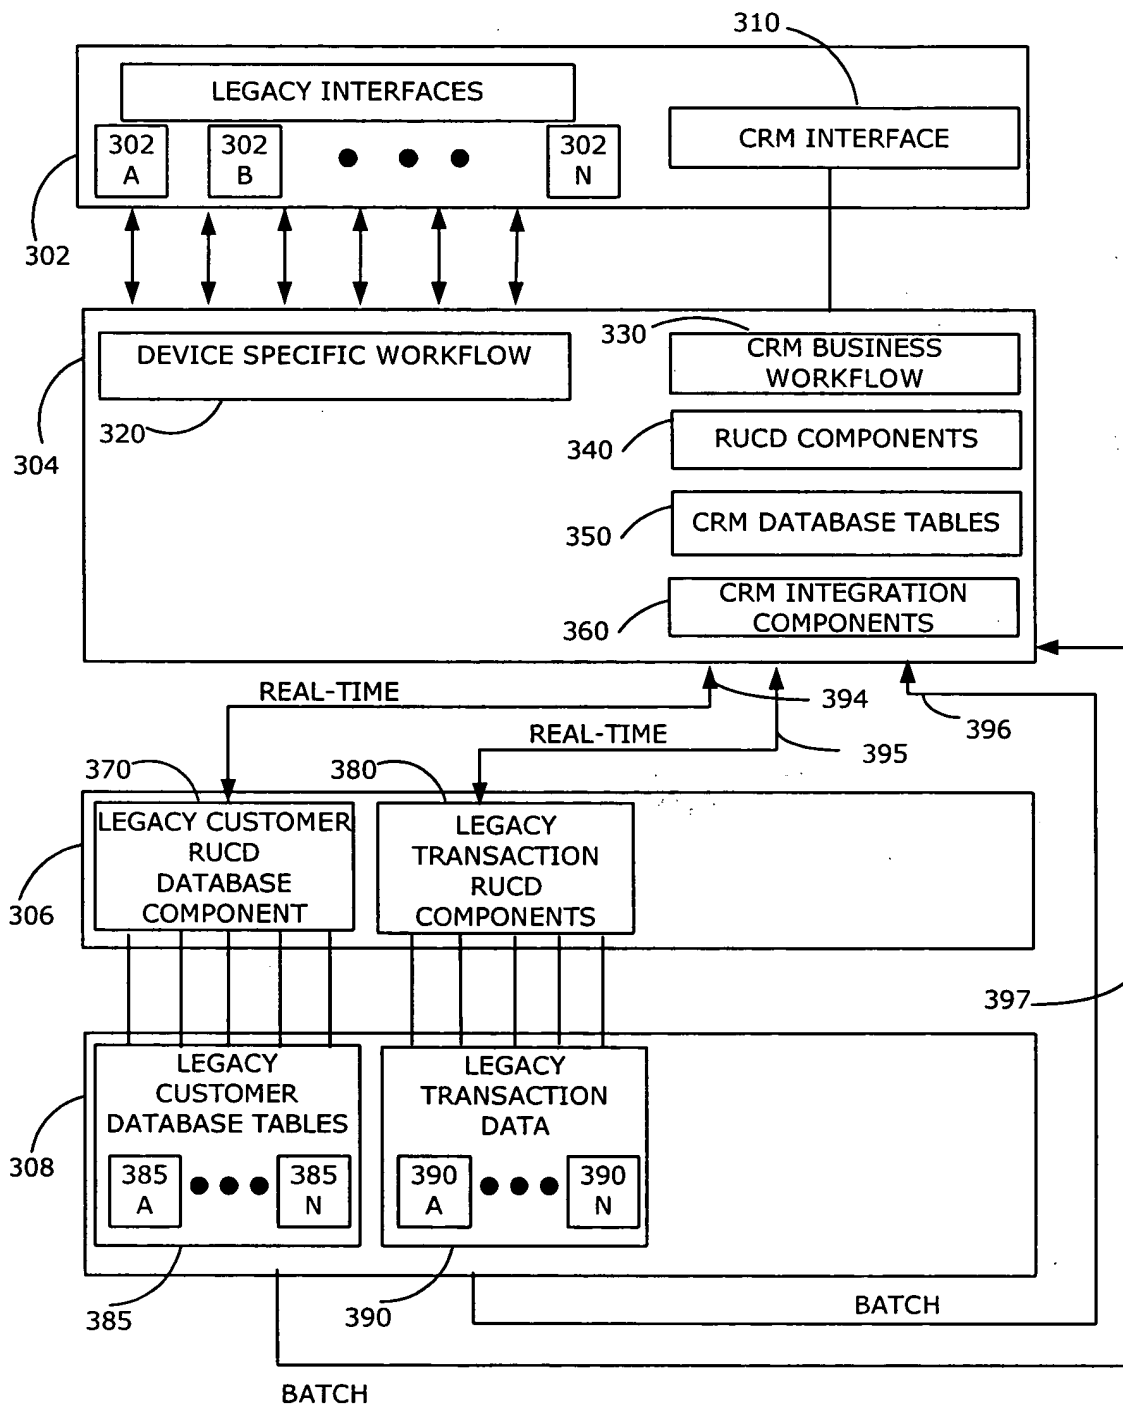 310
LEGACY INTERFACES
CRM INTERFACE
302
A
302
B
302
N
302
330
DEVICE SPECIFIC WORKFLOW
CRM BUSINESS
WORKFLOW
320
304
340
RUCD COMPONENTS
350
CRM DATABASE TABLES
360
CRM INTEGRATION
COMPONENTS
REAL-TIME
394
REAL-TIME
395
396
370
380
LEGACY CUSTOMER
RUCD
DATABASE
COMPONENT
LEGACY
TRANSACTION
RUCD
COMPONENTS
306
397
LEGACY
CUSTOMER
DATABASE TABLES
LEGACY
TRANSACTION
DATA
308
385
A
385
N
390
A
390
N
385
390
BATCH
BATCH